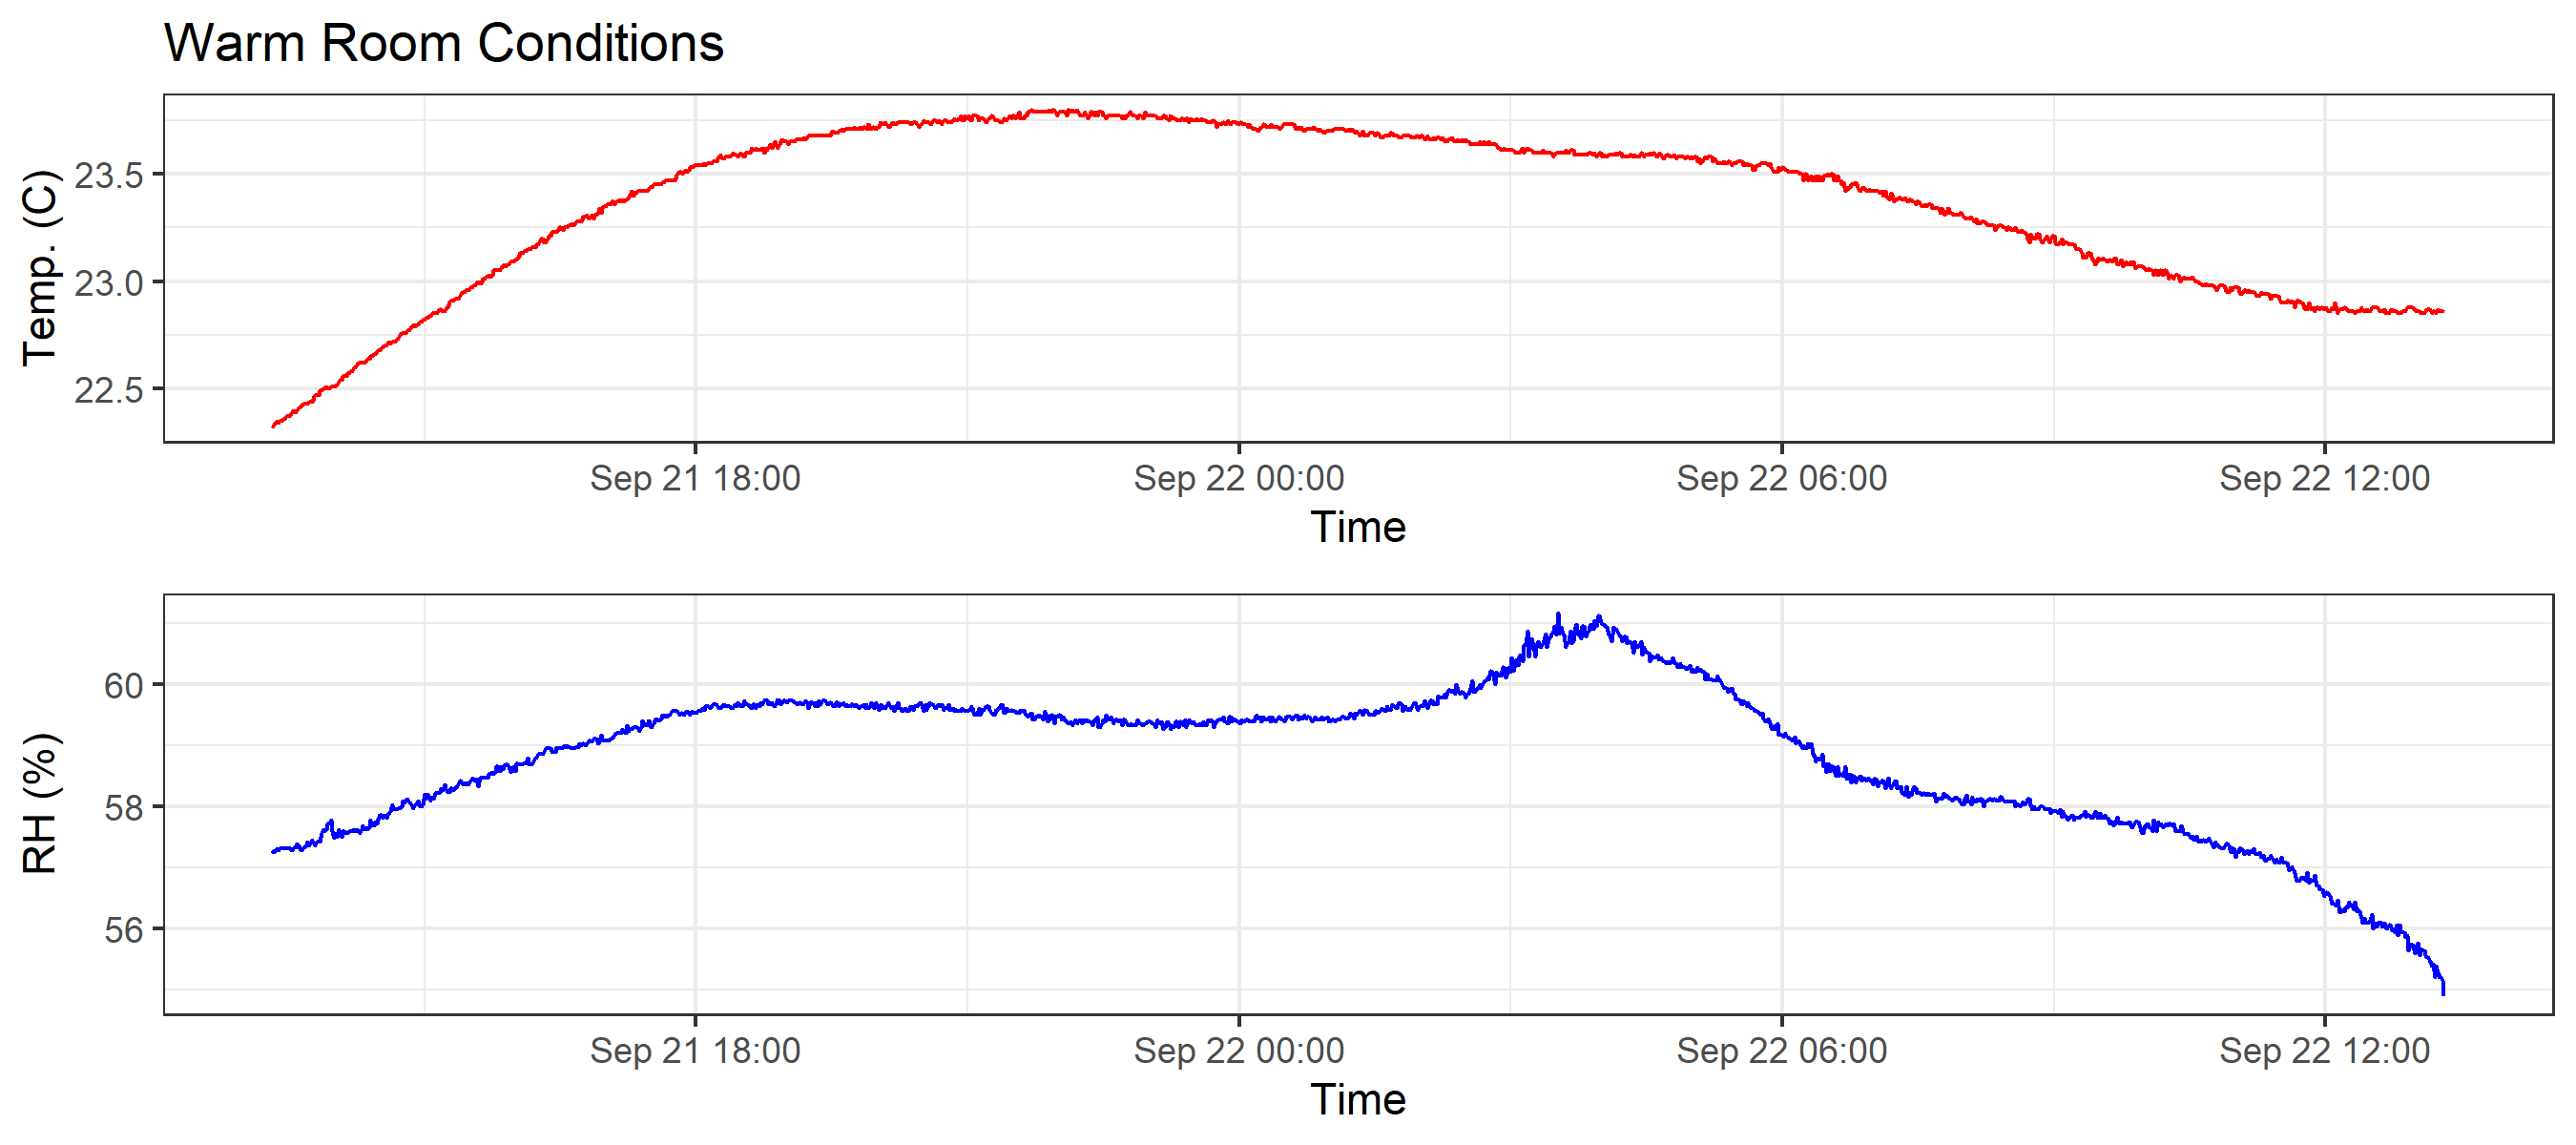 Warm Room Conditions
Temp. (C)
23.5
23.0
22.5
Sep 21 18:00 Sep 22 00:00 Sep 22 06:00 Sep 22 12:00
Time
RH (%)
60
58
56
Sep 21 18:00 Sep 22 00:00 Sep 22 06:00 Sep 22 12:00
Time